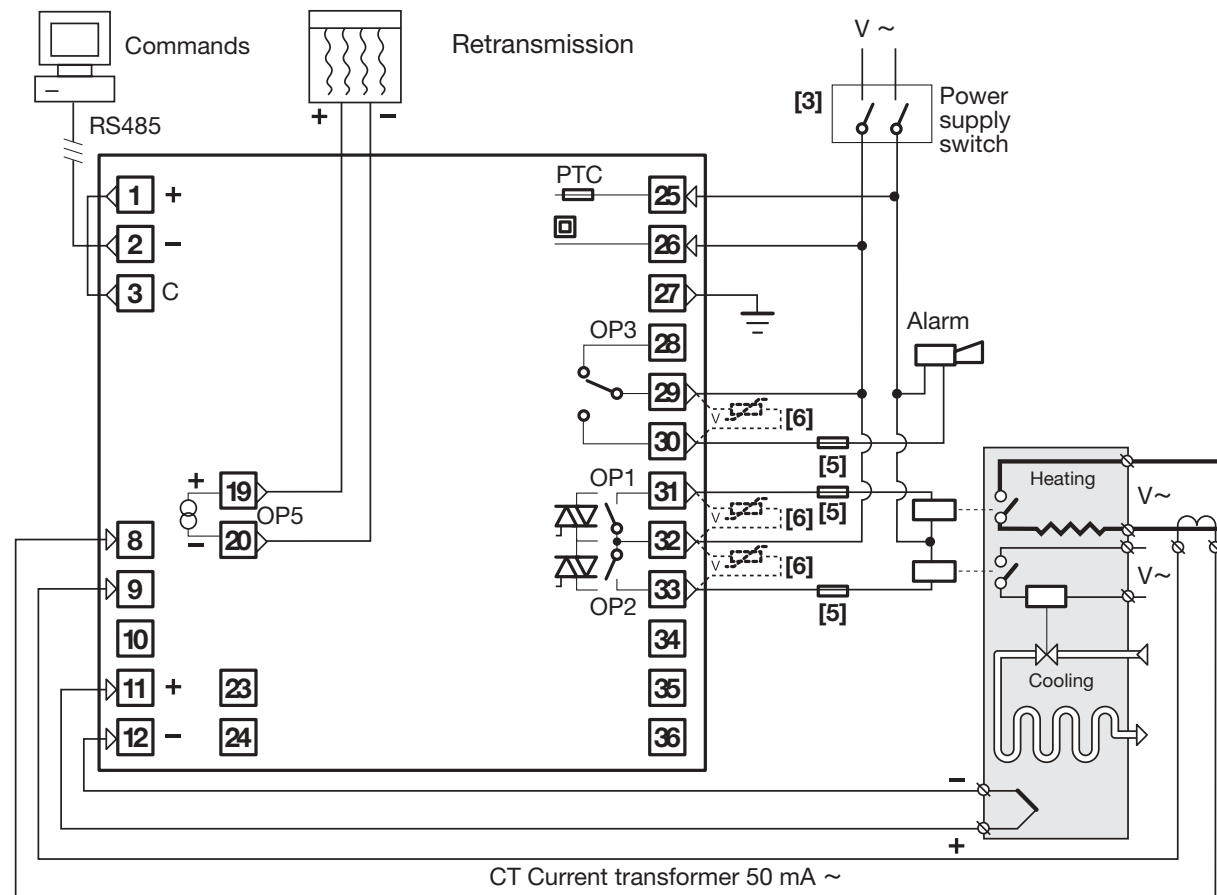 Commands
Retransmission
V ~
[3]
Power
supply
switch
RS485
+ −
PTC
1 +
2 −
3 C
25
26
27
OP3
28
29
30
Alarm
[6]
[5]
OP1
31
[5]
V
[6]
32
V
[6]
33
OP2
[5]
V
34
35
36
+
19
OP5
−
20
8
9
10
11 +
12 −
23
24
Heating
V~
V~
Cooling
−
+
CT Current transformer 50 mA ~